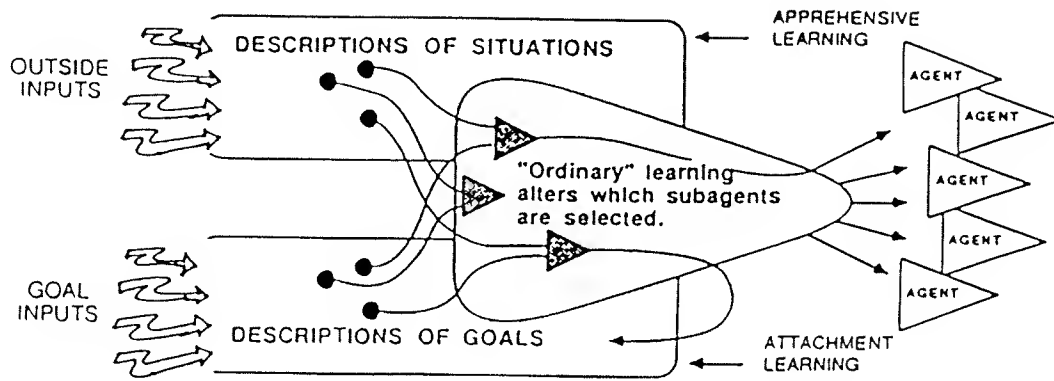 APPREHENSIVE
LEARNING
DESCRIPTIONS OF SITUATIONS
OUTSIDE
INPUTS
AGENT
AGENT
"Ordinary" learning
alters which subagents
are selected.
AGENT
AGENT
GOAL
INPUTS
AGENT
DESCRIPTIONS OF GOALS
ATTACHMENT
LEARNING